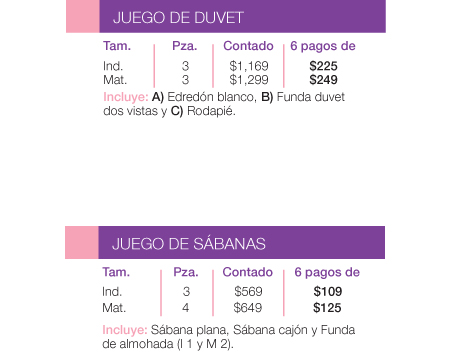 JUEGO DE DUVET
Tam. Pza. Contado 6 pagos de
Ind. 3 $1,169 $225
Mat. 3 $1,299 $249
Incluye: A) Edredón blanco, B) Funda duvet
dos vistas y C) Rodapié.
JUEGO DE SÁBANAS
Tam. Pza. Contado 6 pagos de
Ind. 3 $569 $109
Mat. 4 $649 $125
Incluye: Sábana plana, Sábana cajón y Funda
de almohada (I 1 y M 2).